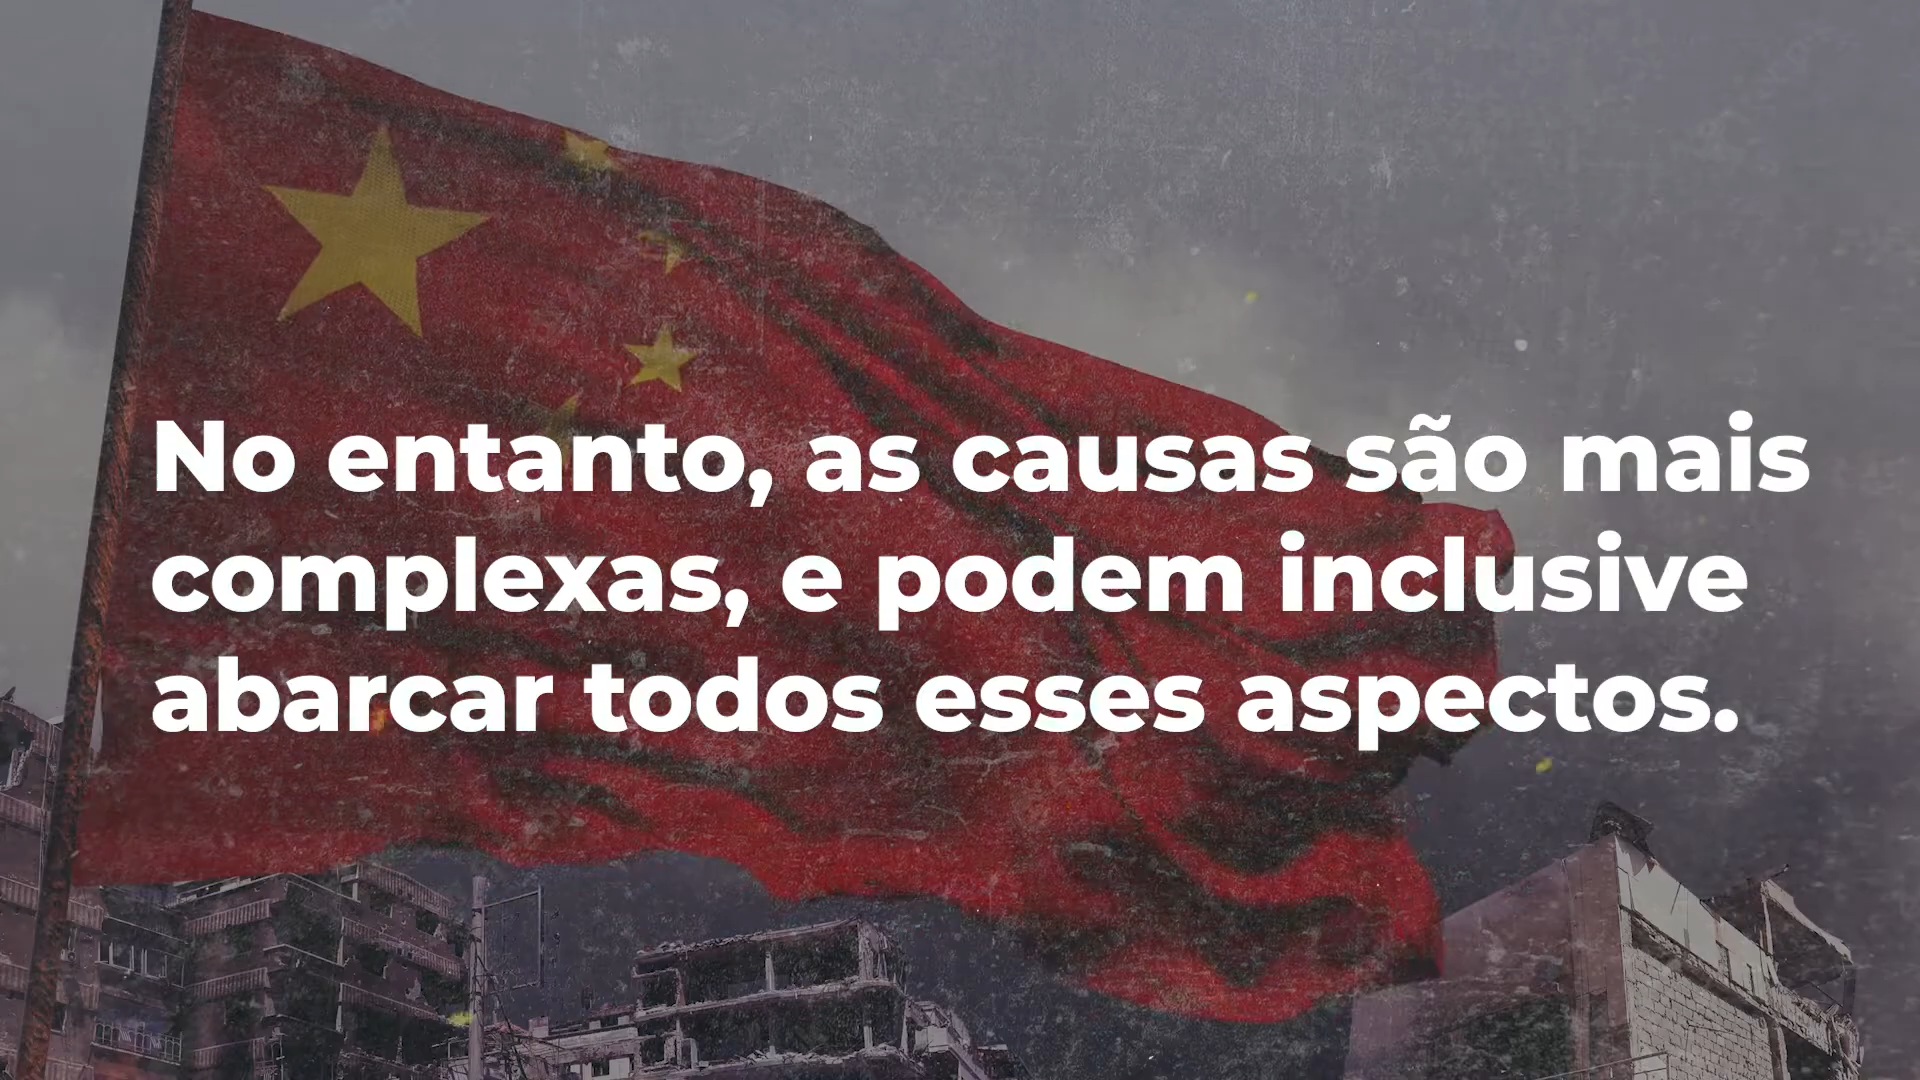 No entanto, as causas são mais
complexas, e podem inclusive
abarcar todos esses aspectos.